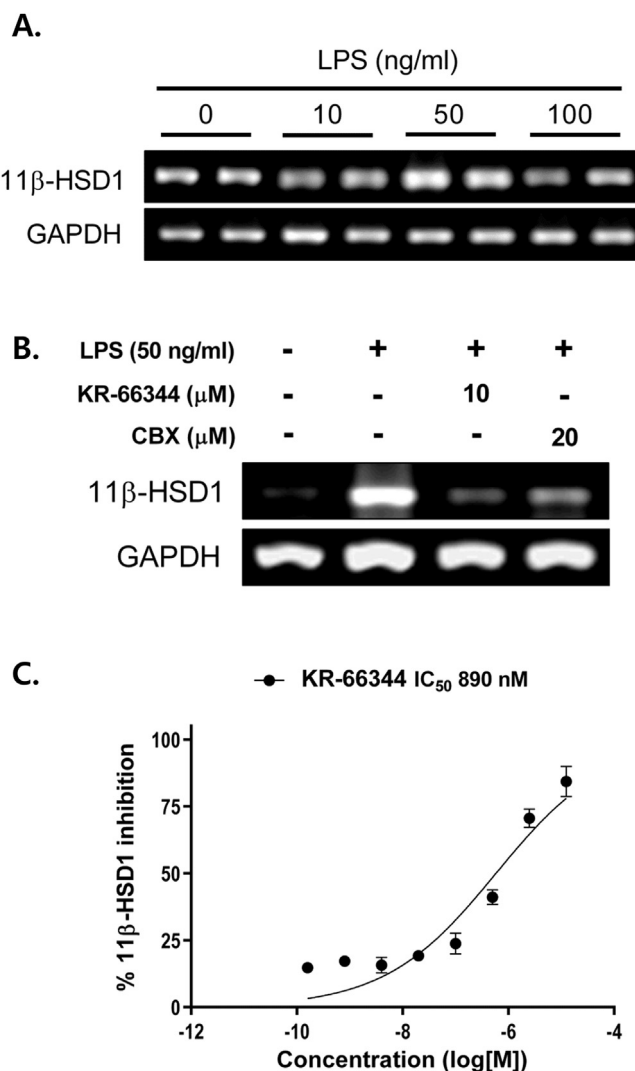 A.
LPS (ng/ml)
0 10 50 100
11β-HSD1
GAPDH
B.
LPS (50 ng/ml) - + + +
KR-66344 (μM) - - 10 -
CBX (μM) - - - 20
11β-HSD1
GAPDH
C.
KR-66344 IC₅₀ 890 nM
100
75
50
25
0
% 11β-HSD1 inhibition
-12 -10 -8 -6 -4
Concentration (log[M])